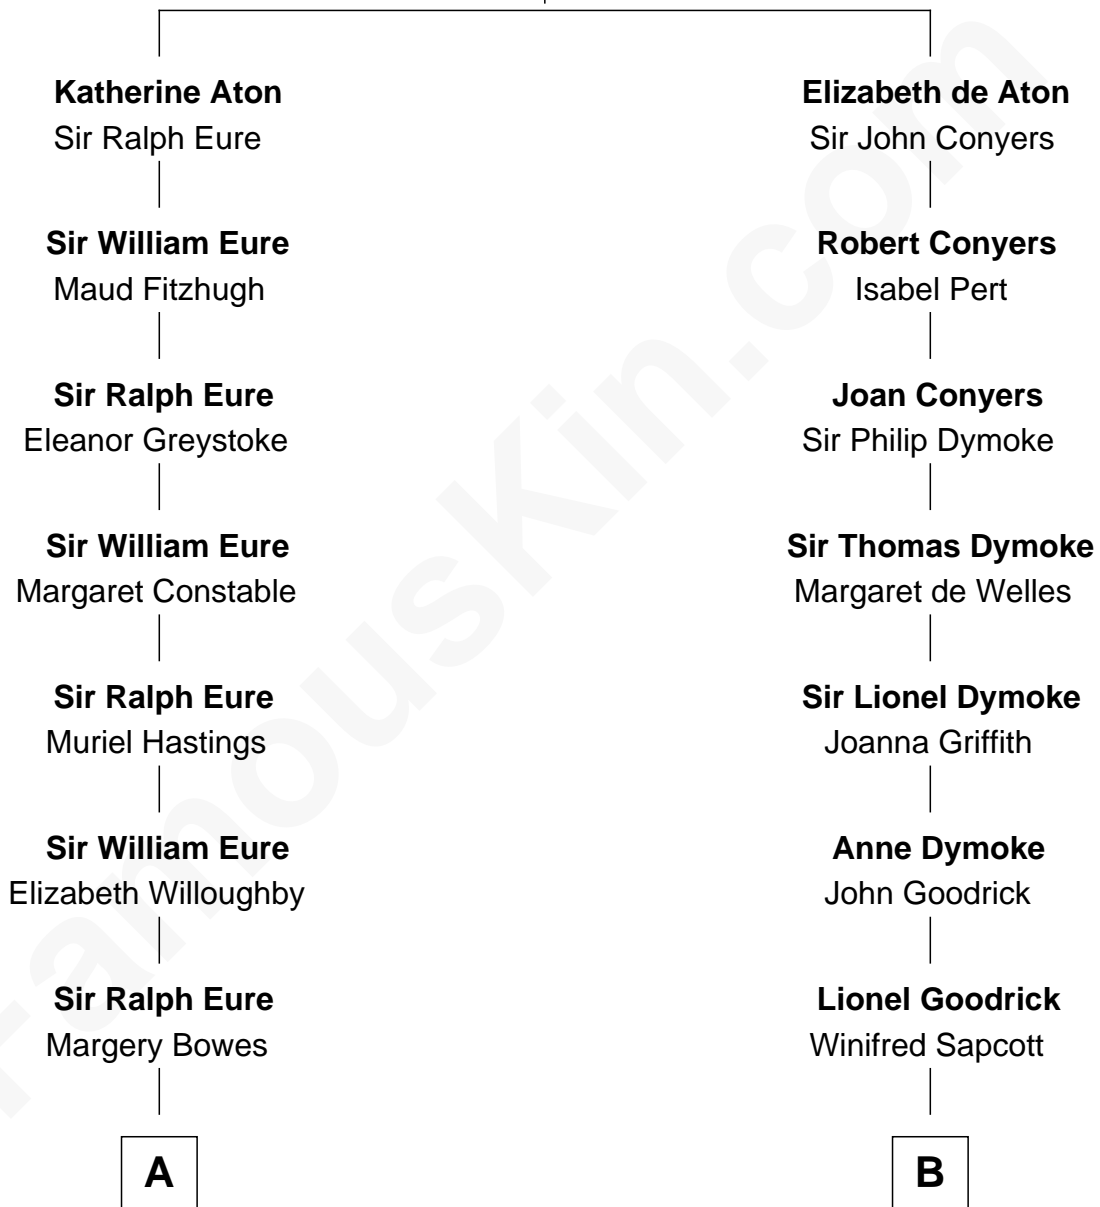 Katherine Aton
Sir Ralph Eure
Elizabeth de Aton
Sir John Conyers
Sir William Eure
Maud Fitzhugh
Robert Conyers
Isabel Pert
Sir Ralph Eure
Eleanor Greystoke
Joan Conyers
Sir Philip Dymoke
Sir William Eure
Margaret Constable
Sir Thomas Dymoke
Margaret de Welles
Sir Ralph Eure
Muriel Hastings
Sir Lionel Dymoke
Joanna Griffith
Sir William Eure
Elizabeth Willoughby
Anne Dymoke
John Goodrick
Sir Ralph Eure
Margery Bowes
Lionel Goodrick
Winifred Sapcott
A
B
FamousKin.com